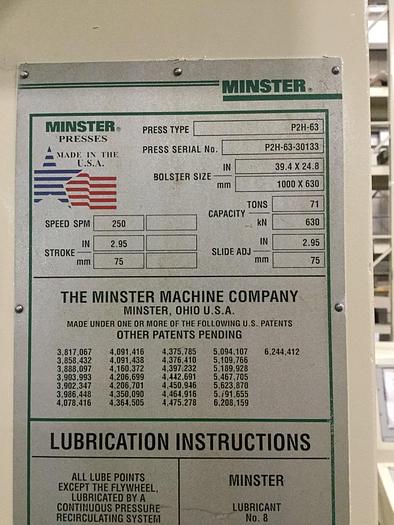 MINSTER®
MINSTER®
PRESSES
MADE IN THE
U.S.A.
PRESS TYPE P2H-63
PRESS SERIAL No. P2H-63-30133
BOLSTER SIZE IN 39.4 X 24.8
mm 1000 X 630
CAPACITY TONS 71
kN 630
SPEED SPM 250
STROKE IN 2.95
mm 75
SLIDE ADJ IN 2.95
mm 75
THE MINSTER MACHINE COMPANY
MINSTER, OHIO U.S.A.
MADE UNDER ONE OR MORE OF THE FOLLOWING U.S. PATENTS
OTHER PATENTS PENDING
3,817,067 4,091,416 4,375,785 5,094,107 6,244,412
3,858,432 4,091,438 4,376,410 5,109,766
3,888,097 4,160,372 4,397,232 5,189,928
3,903,993 4,206,699 4,442,691 5,467,705
3,902,347 4,206,701 4,450,946 5,623,870
3,986,448 4,350,090 4,464,916 5,791,655
4,078,416 4,364,505 4,475,278 6,208,159
LUBRICATION INSTRUCTIONS
ALL LUBE POINTS
EXCEPT THE FLYWHEEL,
LUBRICATED BY A
CONTINUOUS PRESSURE
RECIRCULATING SYSTEM
MINSTER
LUBRICANT
No. 8